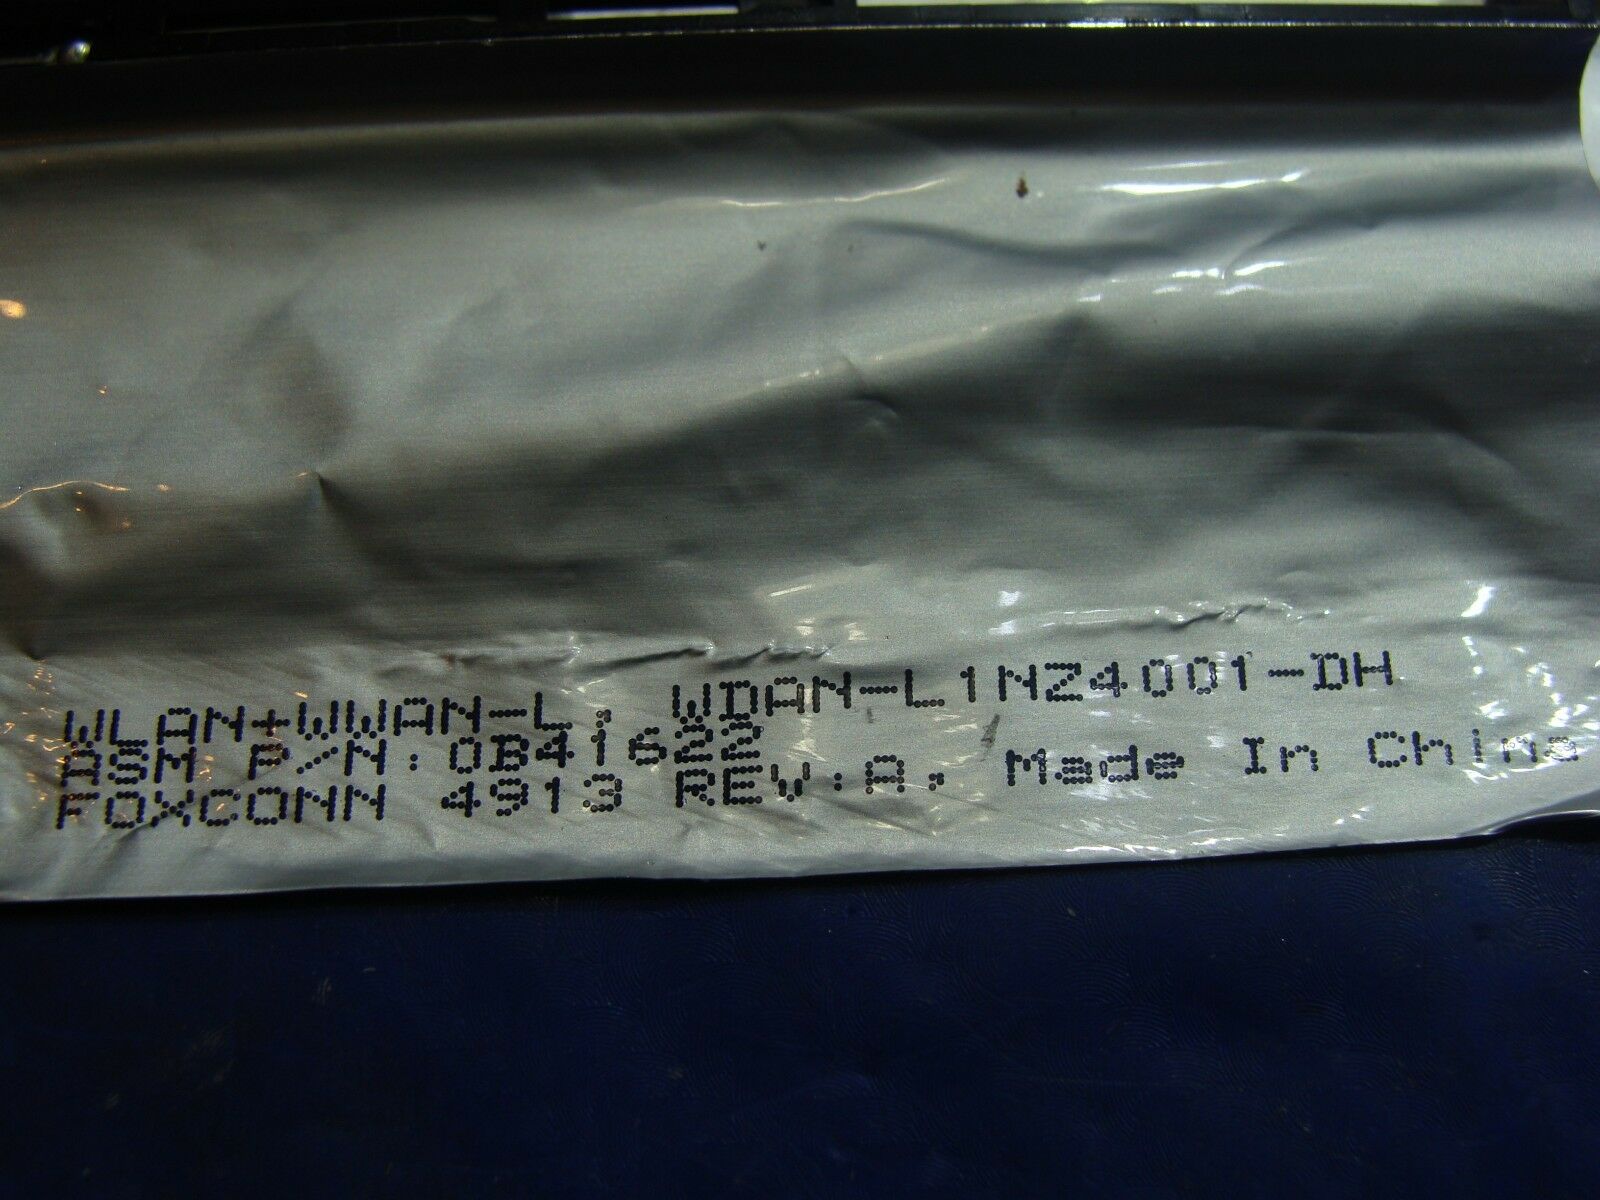 WLAN+WWAN-L, WDAN-L1NZ4001-DH
ASM P/N:0B41622
FOXCONN 4913 REV:A, Made In China